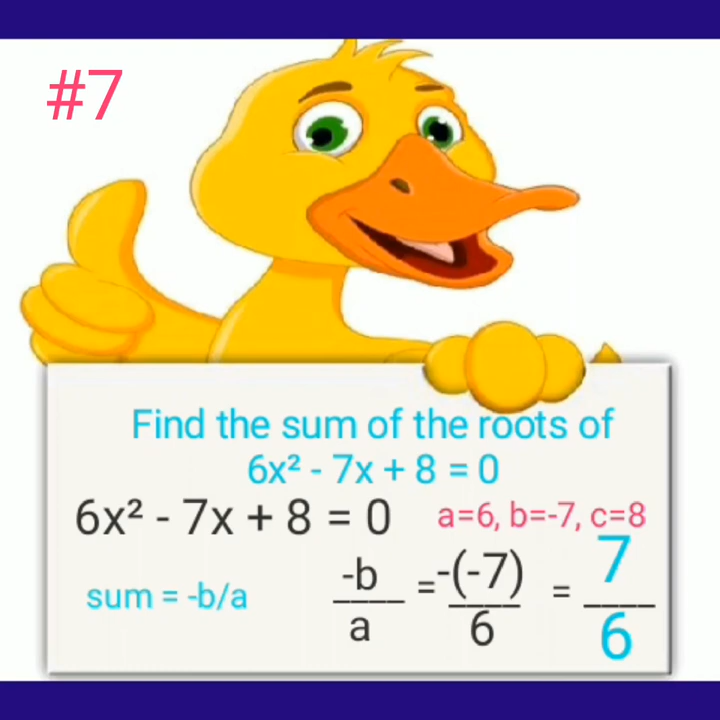 #7
Find the sum of the roots of
6x² - 7x + 8 = 0
6x² - 7x + 8 = 0 a=6, b=-7, c=8
sum = -b/a -b/a = -(-7)/6 = 7/6